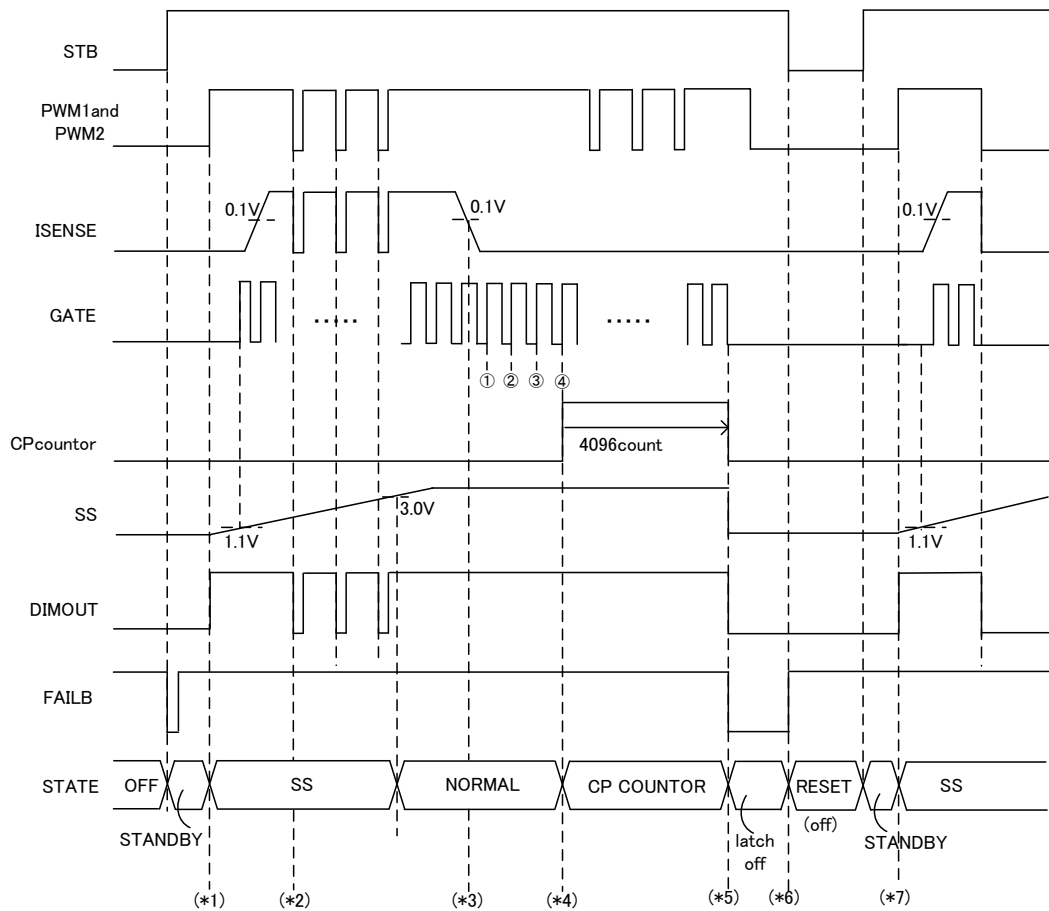 STB
PWM1and
PWM2
0.1V
0.1V
0.1V
ISENSE
GATE
.....
.....
① ② ③ ④
CPcountor
4096count
SS
3.0V
1.1V
1.1V
DIMOUT
FAILB
STATE
OFF
SS
NORMAL
CP COUNTOR
RESET
SS
STANDBY
latch
off
(off)
STANDBY
(*1)
(*2)
(*3)
(*4)
(*5)
(*6)
(*7)